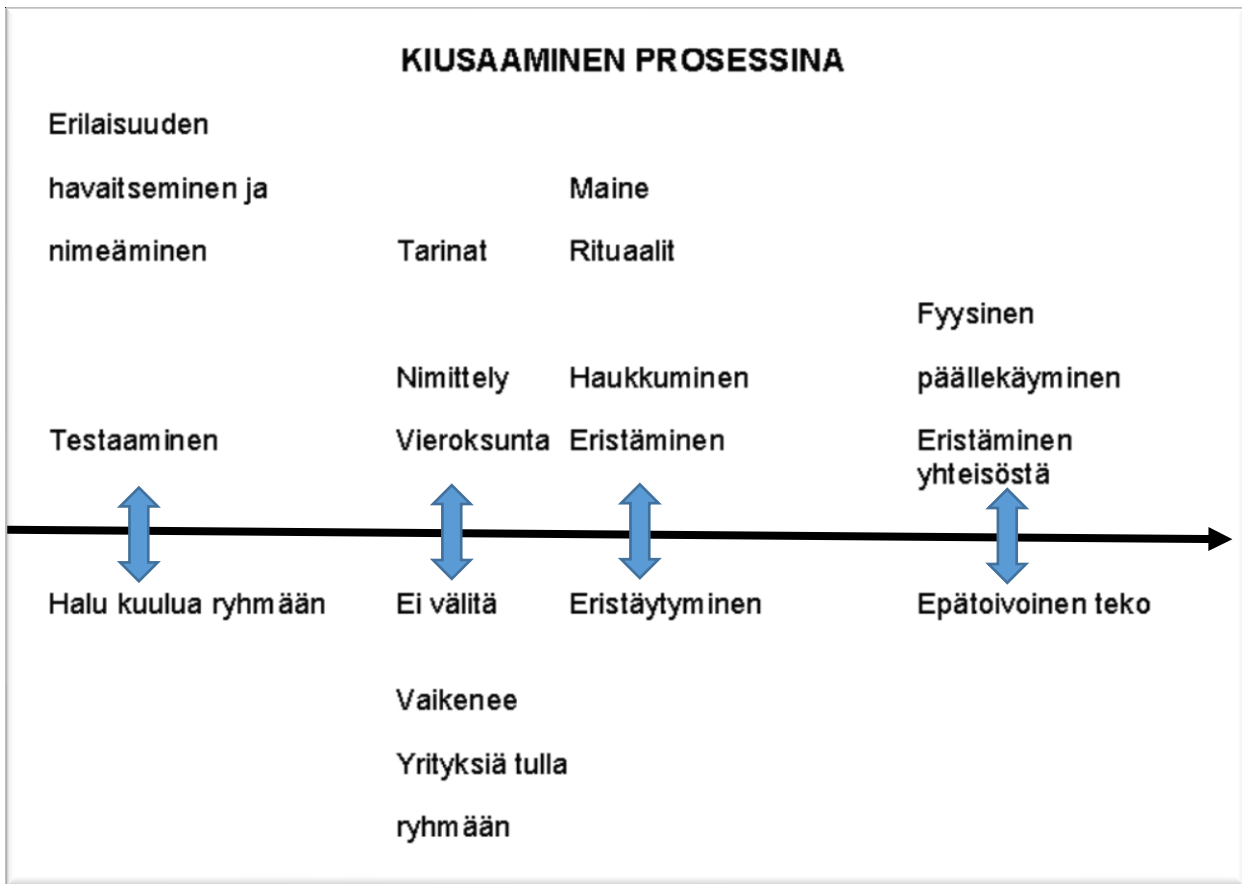 KIUSAAMINEN PROSESSINA
Erilaisuuden
havaitseminen ja
nimeäminen
Testaaminen
Tarinat
Nimittely
Vieroksunta
Maine
Rituaalit
Haukkuminen
Eristäminen
Fyysinen
päällekäyminen
Eristäminen
yhteisöstä
Halu kuulua ryhmään
Ei välitä
Vaikenee
Yrityksiä tulla
ryhmään
Eristäytyminen
Epätoivoinen teko